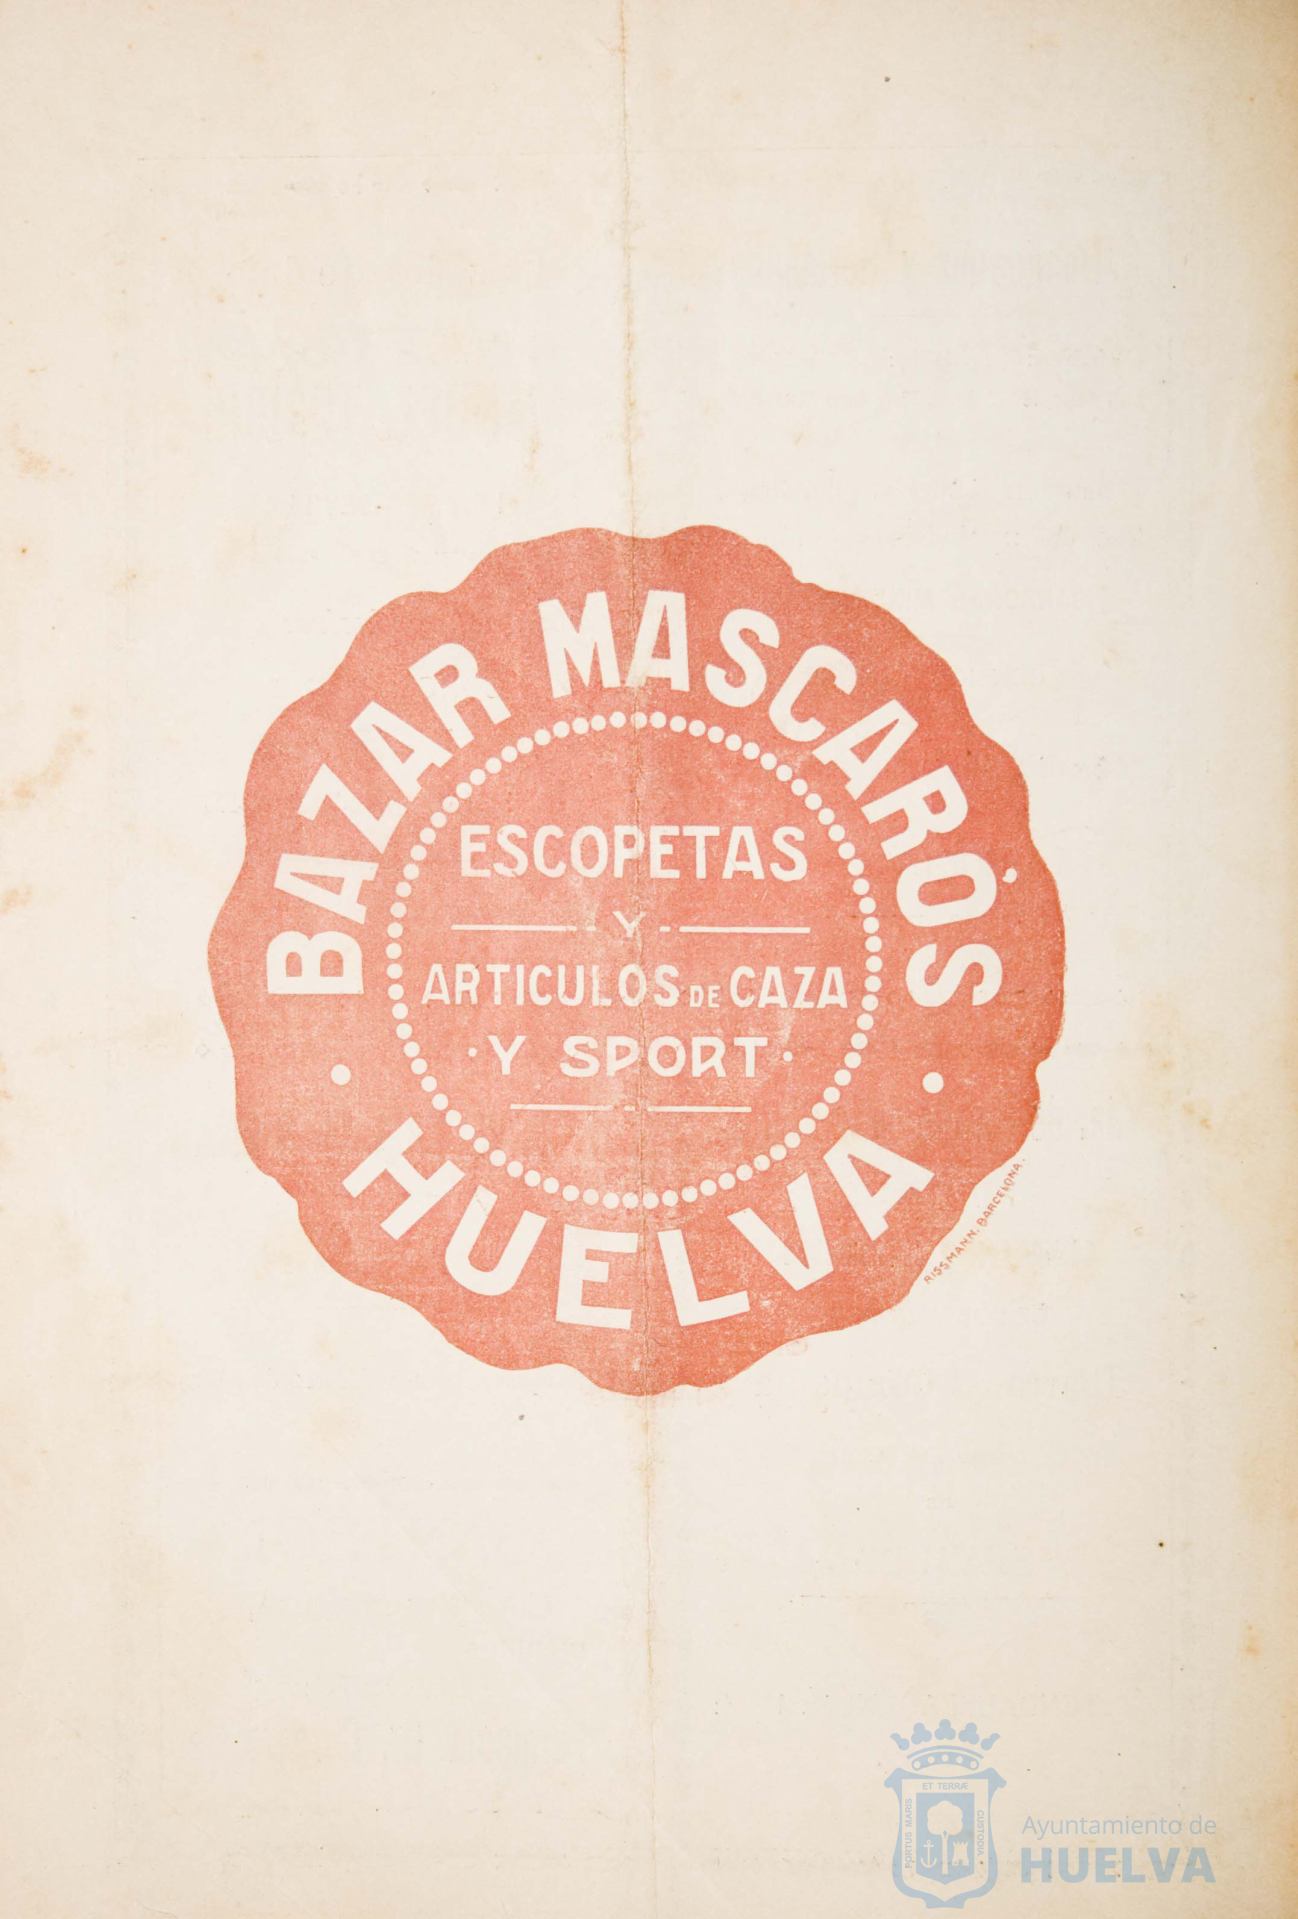 BAZAR MASCARÓS
ESCOPETAS
Y
ARTICULOS DE CAZA
· Y SPORT ·
HUELVA
RISSMANN. BARCELONA.
ET TERRÆ
PORTUS MARIS
CUSTODIA
Ayuntamiento de
HUELVA